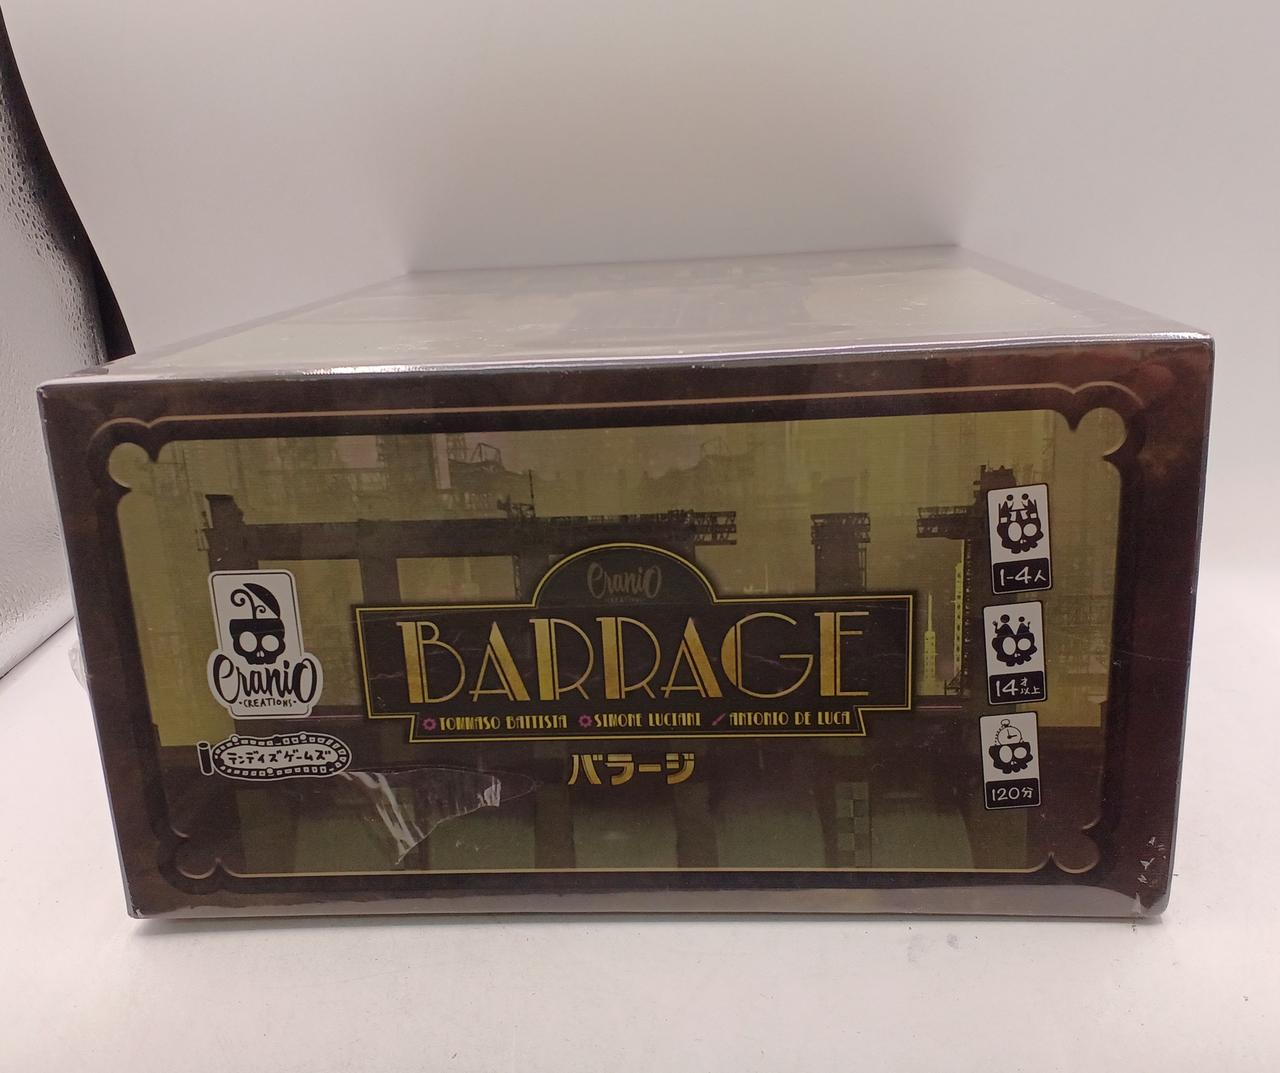 Cranio
CREATIONS
BARRAGE
TOMMASO BATTISTA SIMONE LUCIANI ANTONIO DE LUCA
バラージ
Cranio
-CREATIONS-
テンデイズゲームズ
1-4人
14才以上
120分